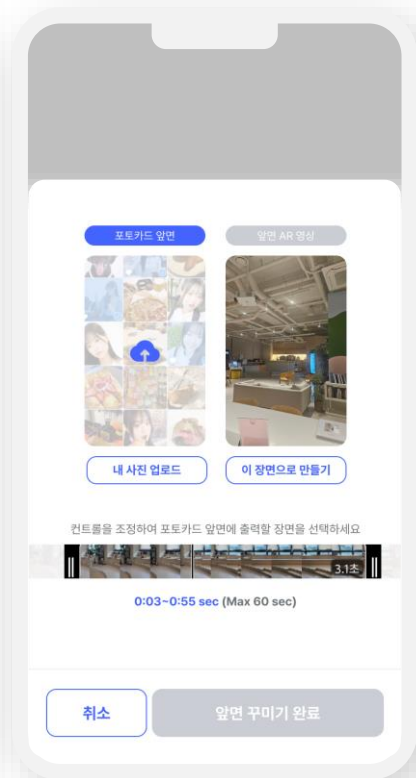 포토카드 앞면
앞면 AR 영상
내 사진 업로드
이 장면으로 만들기
컨트롤을 조정하여 포토카드 앞면에 출력할 장면을 선택하세요
3.1초
0:03~0:55 sec (Max 60 sec)
취소
앞면 꾸미기 완료